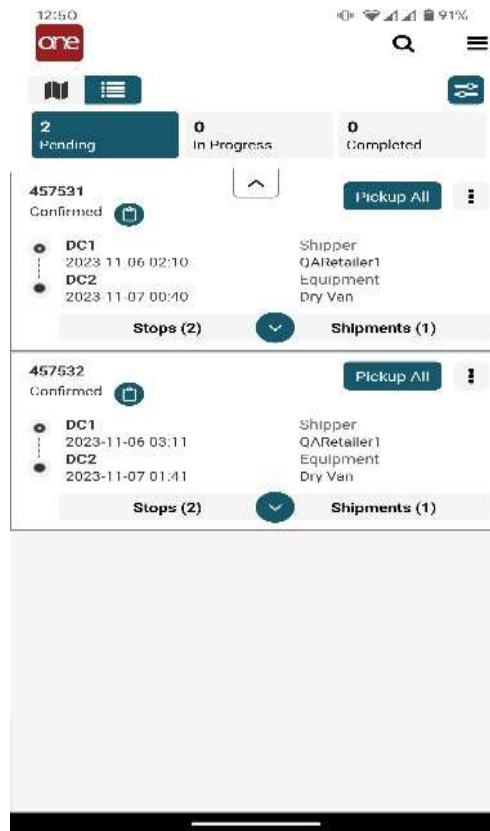 12:50 91%
one
2 0 0
Pending In Progress Completed
457531 Pickup All
Confirmed
DC1 Shipper
2023-11-06 02:10 QARetailer1
DC2 Equipment
2023-11-07 00:40 Dry Van
Stops (2) Shipments (1)
457532 Pickup All
Confirmed
DC1 Shipper
2023-11-06 03:11 QARetailer1
DC2 Equipment
2023-11-07 01:41 Dry Van
Stops (2) Shipments (1)